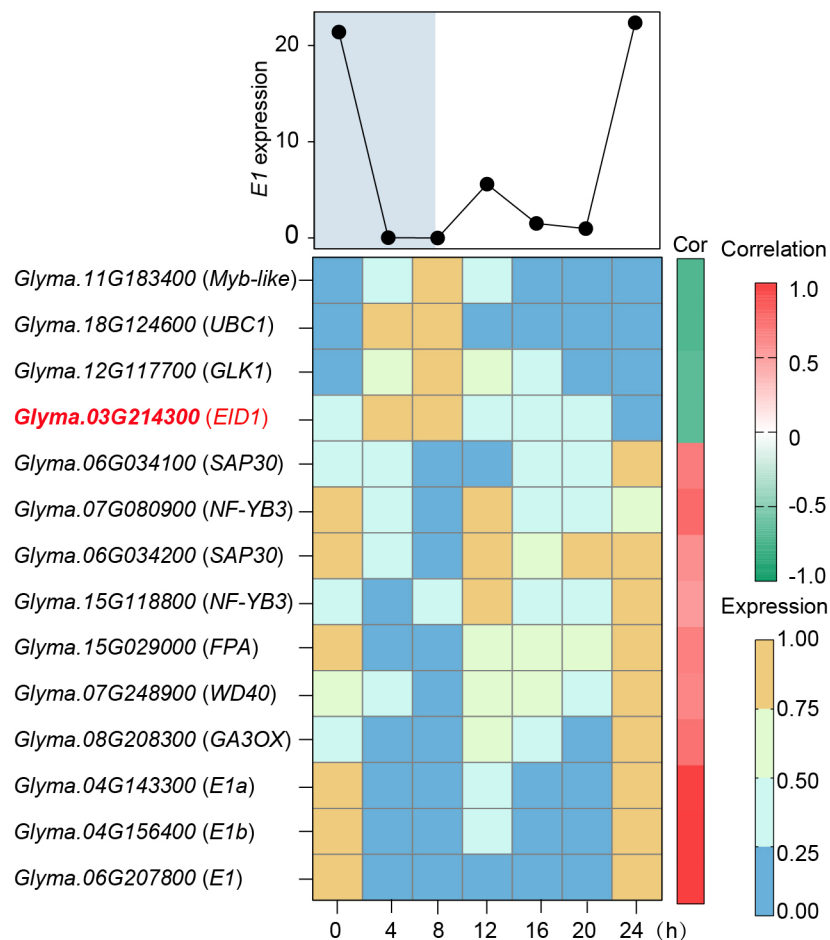 20
10
0
E1 expression
Cor
Correlation
Glyma.11G183400 (Myb-like)
Glyma.18G124600 (UBC1)
Glyma.12G117700 (GLK1)
Glyma.03G214300 (EID1)
Glyma.06G034100 (SAP30)
Glyma.07G080900 (NF-YB3)
Glyma.06G034200 (SAP30)
Glyma.15G118800 (NF-YB3)
Glyma.15G029000 (FPA)
Glyma.07G248900 (WD40)
Glyma.08G208300 (GA3OX)
Glyma.04G143300 (E1a)
Glyma.04G156400 (E1b)
Glyma.06G207800 (E1)
1.0
0.5
0
-0.5
-1.0
Expression
1.00
0.75
0.50
0.25
0.00
0 4 8 12 16 20 24 (h)